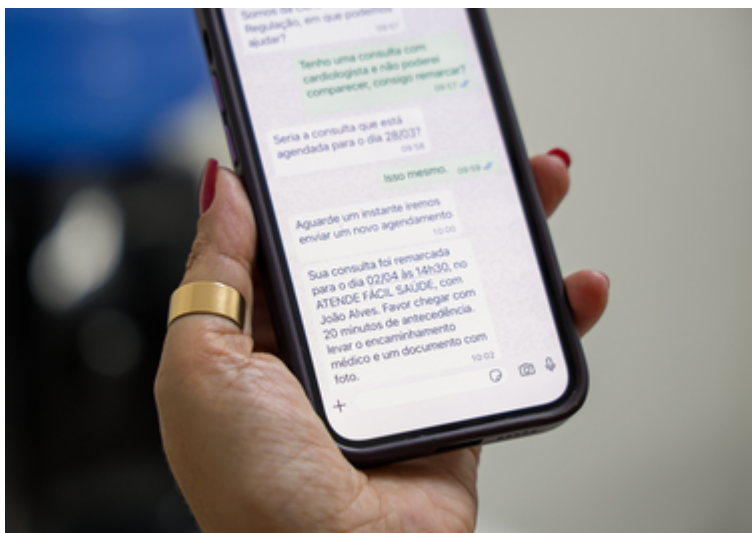 Somos da
Regulação, em que podemos
ajudar?
09:57
Tenho uma consulta com
cardiologista e não poderei
comparecer, consigo remarcar?
09:57
Seria a consulta que está
agendada para o dia 28/03?
09:58
Isso mesmo. 09:59
Aguarde um instante iremos
enviar um novo agendamento
10:00
Sua consulta foi remarcada
para o dia 02/04 às 14h30, no
ATENDE FÁCIL SAÚDE, com
João Alves. Favor chegar com
20 minutos de antecedência.
levar o encaminhamento
médico e um documento com
foto.
10:02